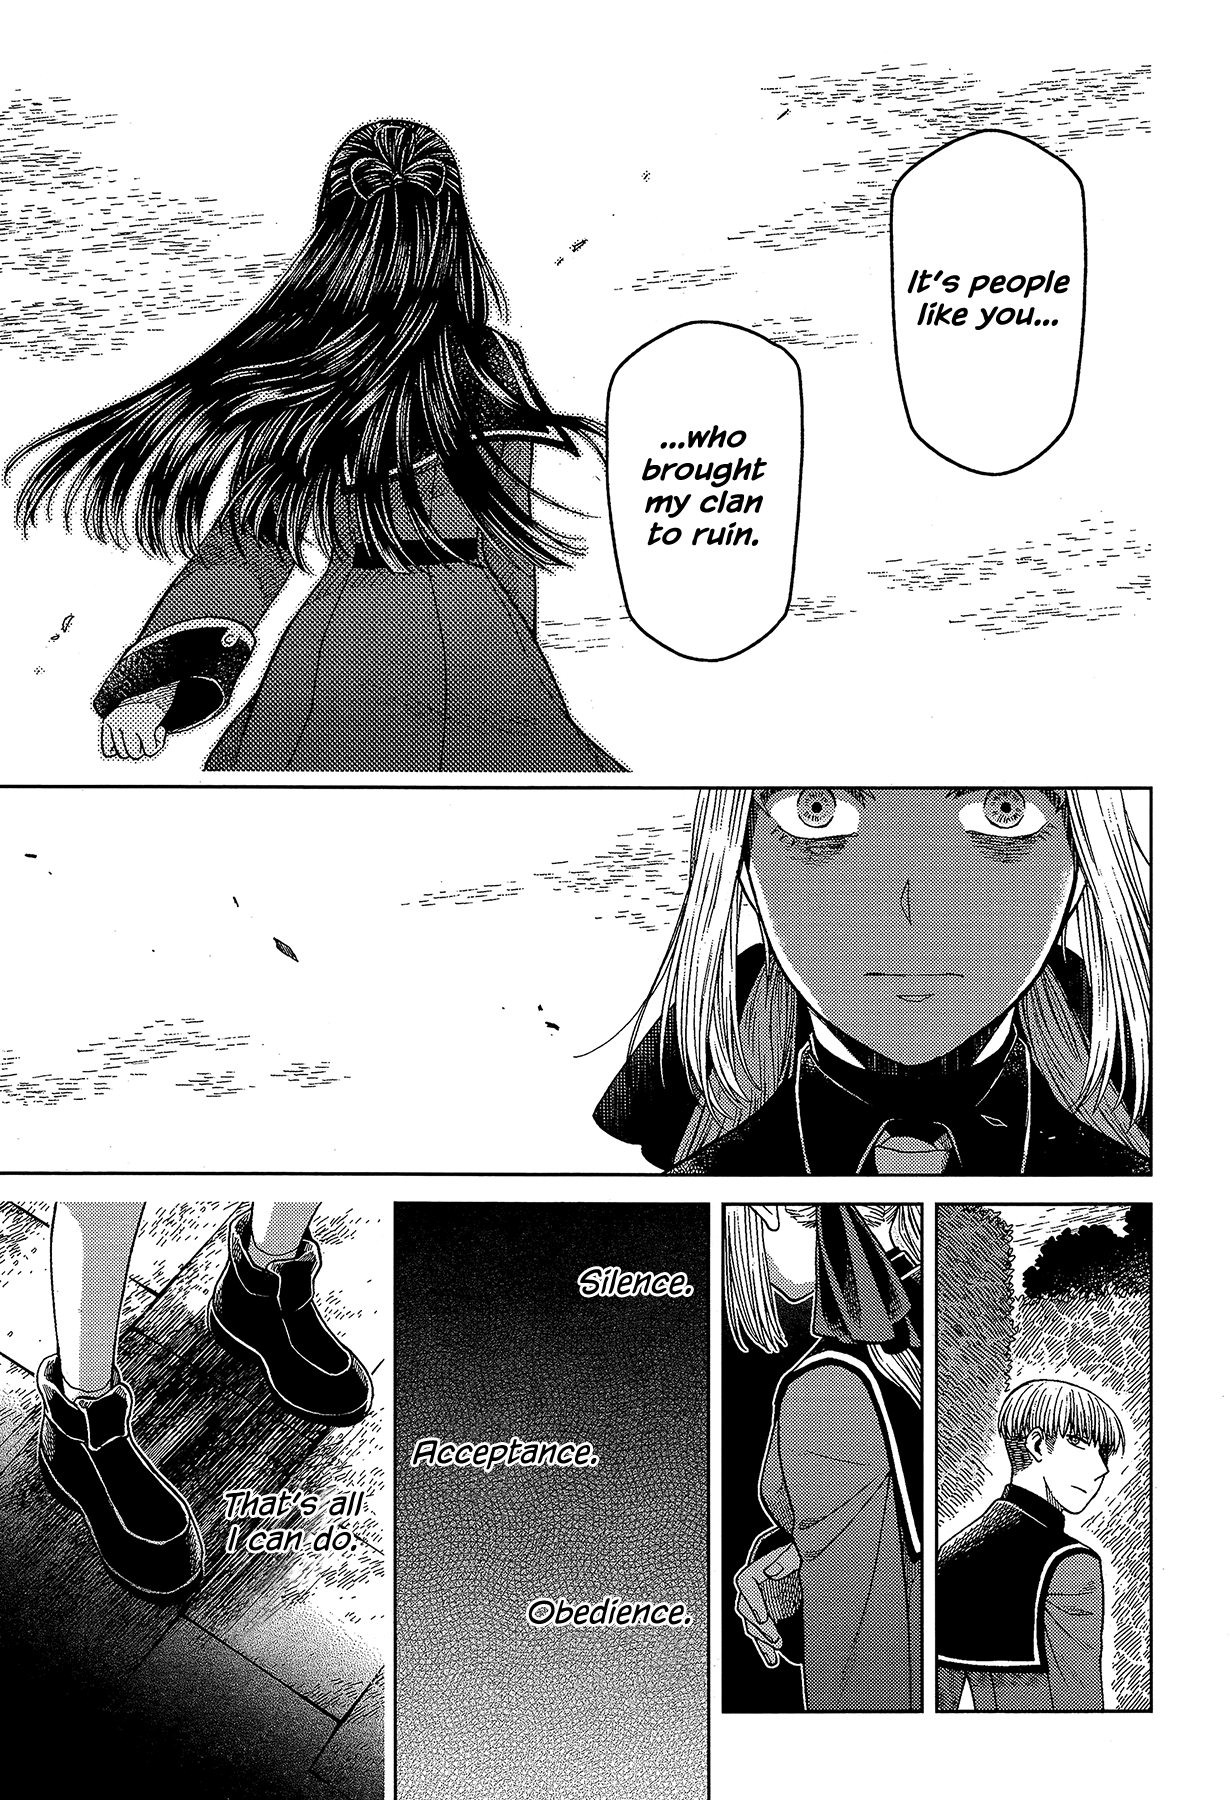 It's people
like you...
...who
brought
my clan
to ruin.
Silence.
Acceptance.
Obedience.
That's all
I can do.